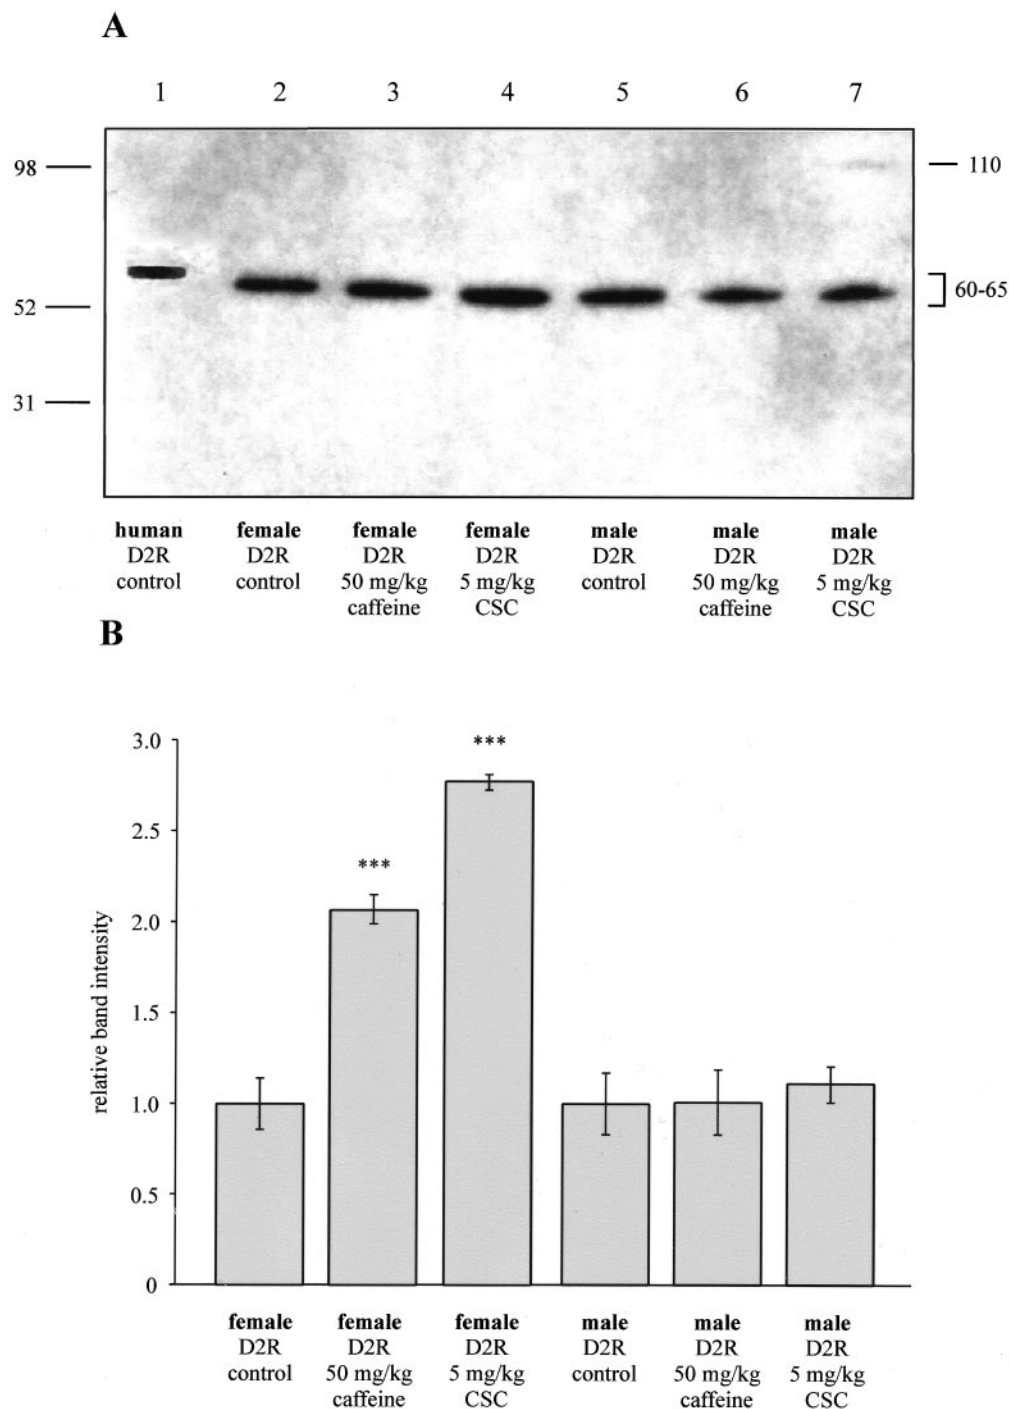 A
1 2 3 4 5 6 7
98
110
60-65
52
31
human female female female male male male
D2R D2R D2R D2R D2R D2R D2R
control control 50 mg/kg 5 mg/kg control 50 mg/kg 5 mg/kg
caffeine CSC caffeine CSC
B
3.0
***
2.5
***
2.0
1.5
1.0
0.5
0
relative band intensity
female female female male male male
D2R D2R D2R D2R D2R D2R
control 50 mg/kg 5 mg/kg control 50 mg/kg 5 mg/kg
caffeine CSC caffeine CSC